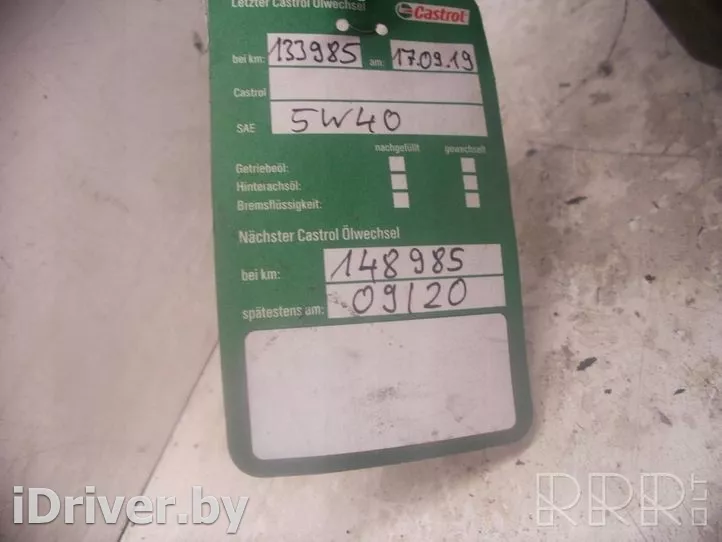 Letzter Castrol Ölwechsel
Castrol
bei km: 133985 am: 17.09.19
Castrol
SAE 5W40
nachgefüllt gewechselt
Getriebeöl:
Hinterachsöl:
Bremsflüssigkeit:
Nächster Castrol Ölwechsel
bei km: 148985
spätestens am: 09/20
iDriver.by
RRR.LT